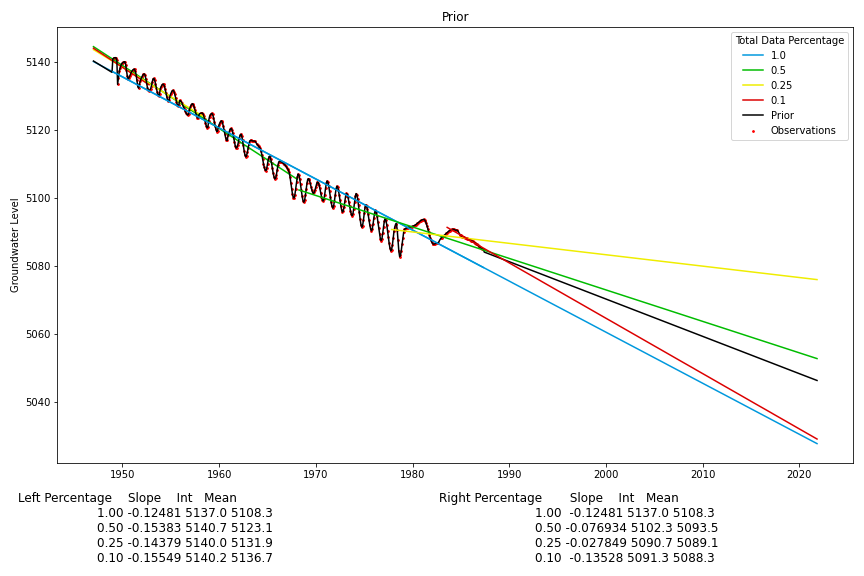 Prior
Total Data Percentage
1.0
0.5
0.25
0.1
Prior
Observations
Groundwater Level
5140
5120
5100
5080
5060
5040
1950 1960 1970 1980 1990 2000 2010 2020
Left Percentage Slope Int Mean
1.00 -0.12481 5137.0 5108.3
0.50 -0.15383 5140.7 5123.1
0.25 -0.14379 5140.0 5131.9
0.10 -0.15549 5140.2 5136.7
Right Percentage Slope Int Mean
1.00 -0.12481 5137.0 5108.3
0.50 -0.076934 5102.3 5093.5
0.25 -0.027849 5090.7 5089.1
0.10 -0.13528 5091.3 5088.3